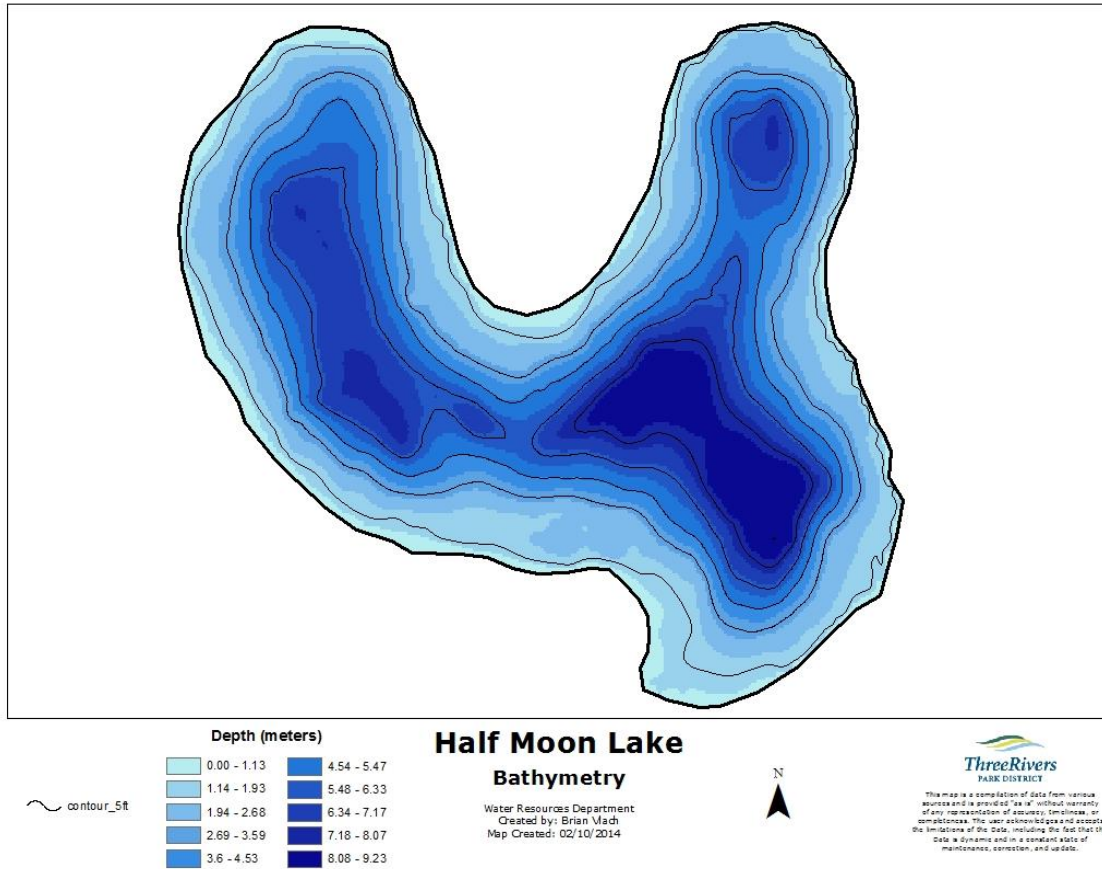 Depth (meters)
0.00 - 1.13
1.14 - 1.93
1.94 - 2.68
2.69 - 3.59
3.6 - 4.53
4.54 - 5.47
5.48 - 6.33
6.34 - 7.17
7.18 - 8.07
8.08 - 9.23
contour_5ft
Half Moon Lake
Bathymetry
Water Resources Department
Created by: Brian Vlach
Map Created: 02/10/2014
N
ThreeRivers
PARK DISTRICT
This map is a compilation of data from various
sources and is provided "as is" without warranty
of any representation of accuracy, timeliness, or
completeness. The user acknowledges and accepts
the limitations of the Data, including the fact that th
Data is dynamic and in a constant state of
maintenance, correction, and update.